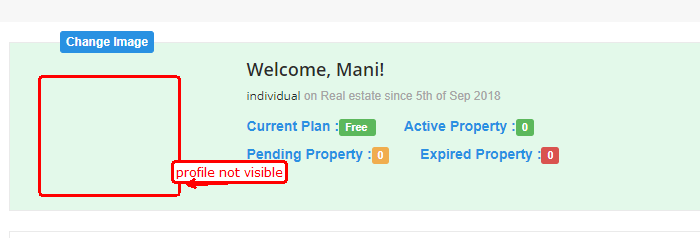 Change Image
Welcome, Mani!
individual on Real estate since 5th of Sep 2018
Current Plan : Free Active Property : 0
Pending Property : 0 Expired Property : 0
profile not visible